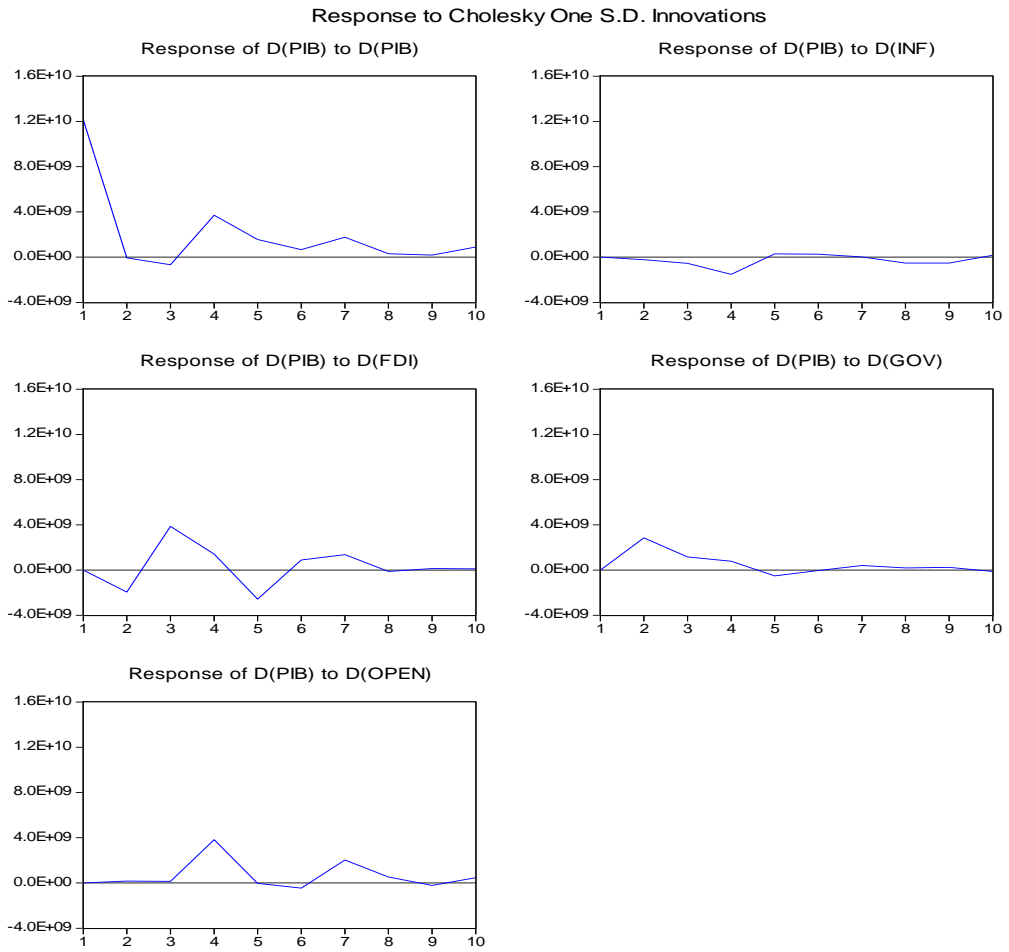 Response to Cholesky One S.D. Innovations
Response of D(PIB) to D(PIB)
1.6E+10
1.2E+10
8.0E+09
4.0E+09
0.0E+00
-4.0E+09
1 2 3 4 5 6 7 8 9 10
Response of D(PIB) to D(INF)
1.6E+10
1.2E+10
8.0E+09
4.0E+09
0.0E+00
-4.0E+09
1 2 3 4 5 6 7 8 9 10
Response of D(PIB) to D(FDI)
1.6E+10
1.2E+10
8.0E+09
4.0E+09
0.0E+00
-4.0E+09
1 2 3 4 5 6 7 8 9 10
Response of D(PIB) to D(GOV)
1.6E+10
1.2E+10
8.0E+09
4.0E+09
0.0E+00
-4.0E+09
1 2 3 4 5 6 7 8 9 10
Response of D(PIB) to D(OPEN)
1.6E+10
1.2E+10
8.0E+09
4.0E+09
0.0E+00
-4.0E+09
1 2 3 4 5 6 7 8 9 10